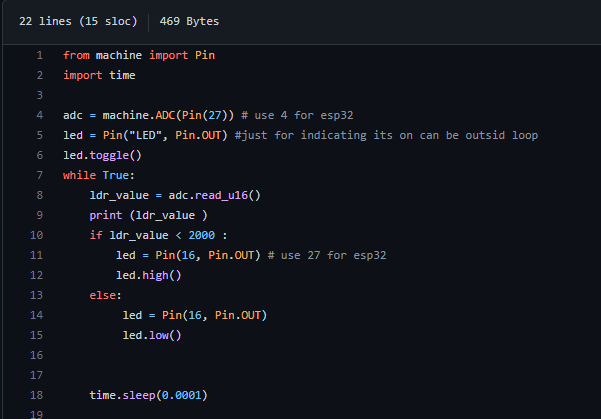 22 lines (15 sloc) 469 Bytes
1 from machine import Pin
2 import time
3
4 adc = machine.ADC(Pin(27)) # use 4 for esp32
5 led = Pin("LED", Pin.OUT) #just for indicating its on can be outsid loop
6 led.toggle()
7 while True:
8     ldr_value = adc.read_u16()
9     print (ldr_value )
10     if ldr_value < 2000 :
11         led = Pin(16, Pin.OUT) # use 27 for esp32
12         led.high()
13     else:
14          led = Pin(16, Pin.OUT)
15          led.low()
16
17
18     time.sleep(0.0001)
19